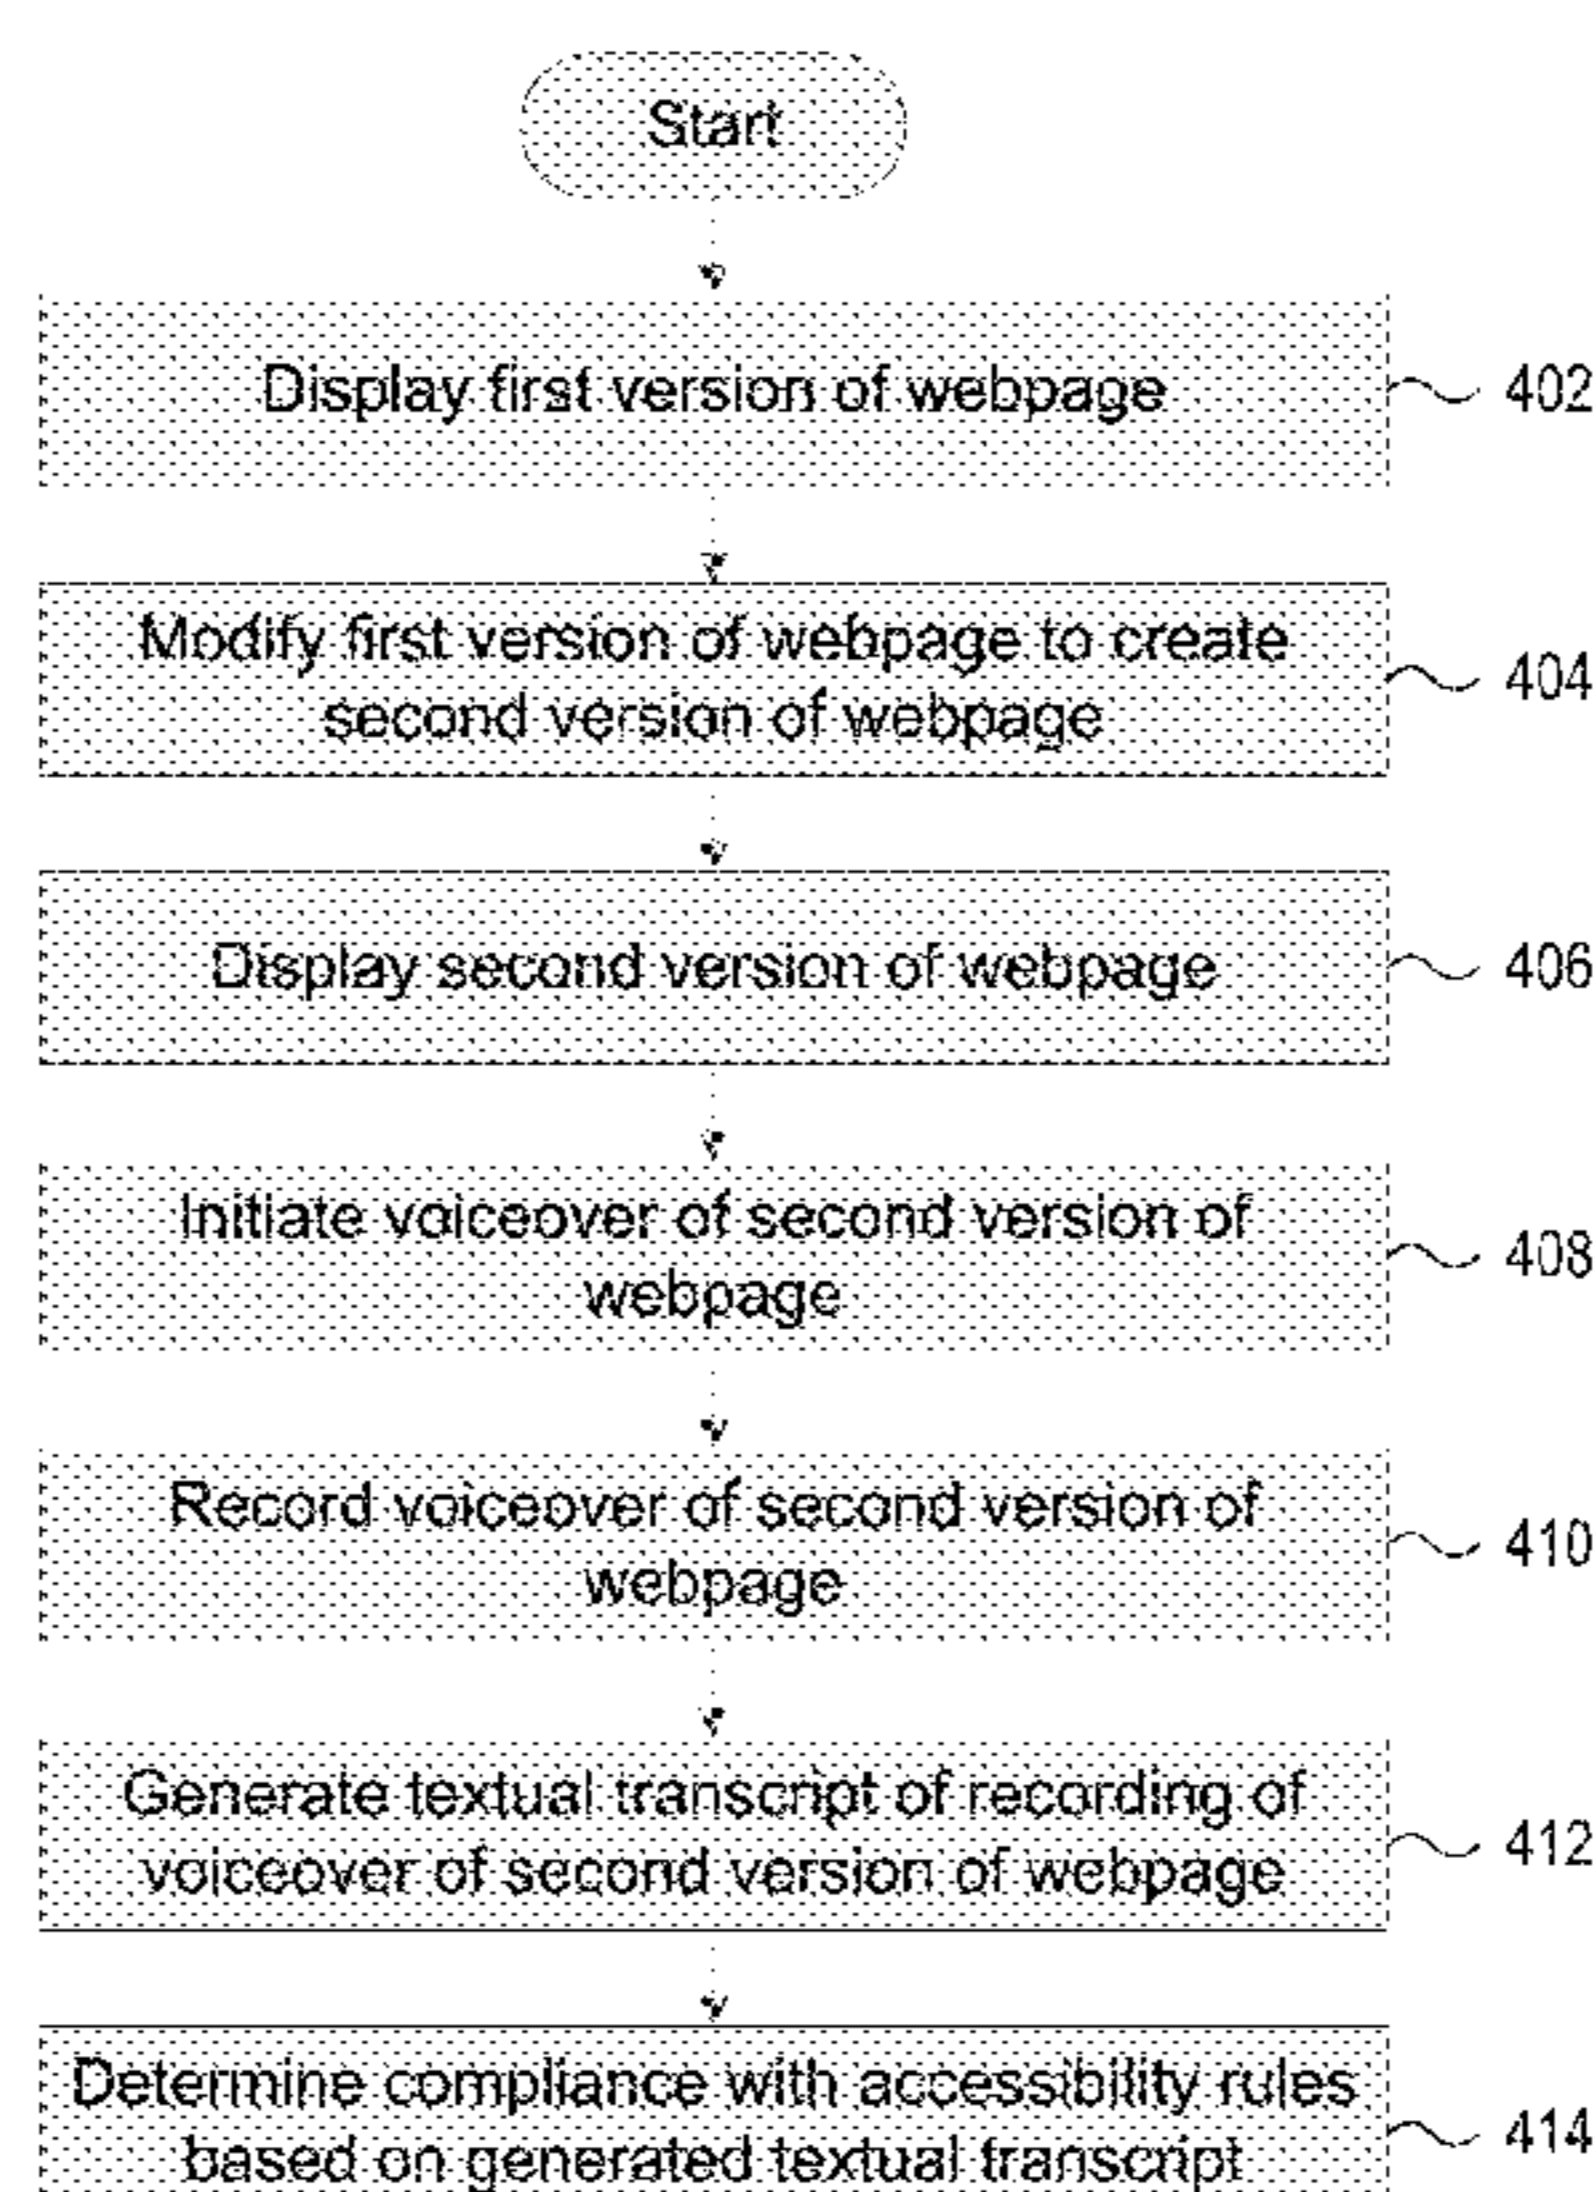 Start
Display first version of webpage
402
Modify first version of webpage to create
second version of webpage
404
Display second version of webpage
406
Initiate voiceover of second version of
webpage
408
Record voiceover of second version of
webpage
410
Generate textual transcript of recording of
voiceover of second version of webpage
412
Determine compliance with accessibility rules
based on generated textual transcript
414